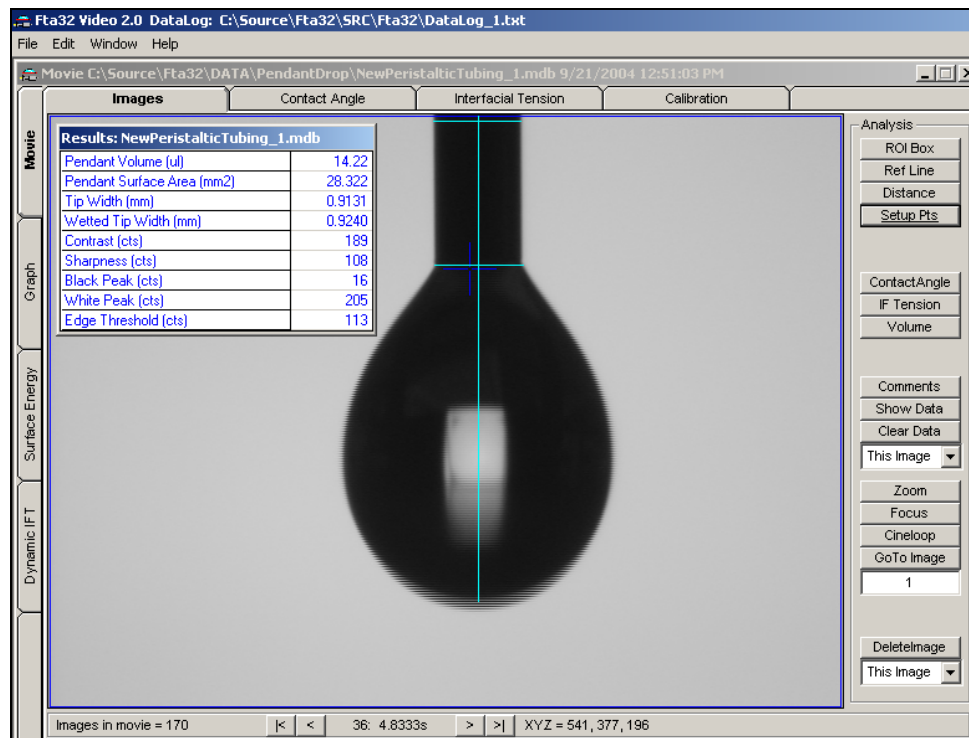 Fta32 Video 2.0 DataLog: C:\Source\Fta32\SRC\Fta32\DataLog_1.txt
File Edit Window Help
Movie C:\Source\Fta32\DATA\PendantDrop\NewPeristalticTubing_1.mdb 9/21/2004 12:51:03 PM
Images Contact Angle Interfacial Tension Calibration
Movie
Graph
Surface Energy
Dynamic IFT
Results: NewPeristalticTubing_1.mdb
Pendant Volume (ul) 14.22
Pendant Surface Area (mm2) 28.322
Tip Width (mm) 0.9131
Wetted Tip Width (mm) 0.9240
Contrast (cts) 189
Sharpness (cts) 108
Black Peak (cts) 16
White Peak (cts) 205
Edge Threshold (cts) 113
Analysis
ROI Box
Ref Line
Distance
Setup Pts
ContactAngle
IF Tension
Volume
Comments
Show Data
Clear Data
This Image
Zoom
Focus
Cineloop
GoTo Image
1
DeleteImage
This Image
Images in movie = 170 |< < 36: 4.8333s > >| XYZ = 541, 377, 196